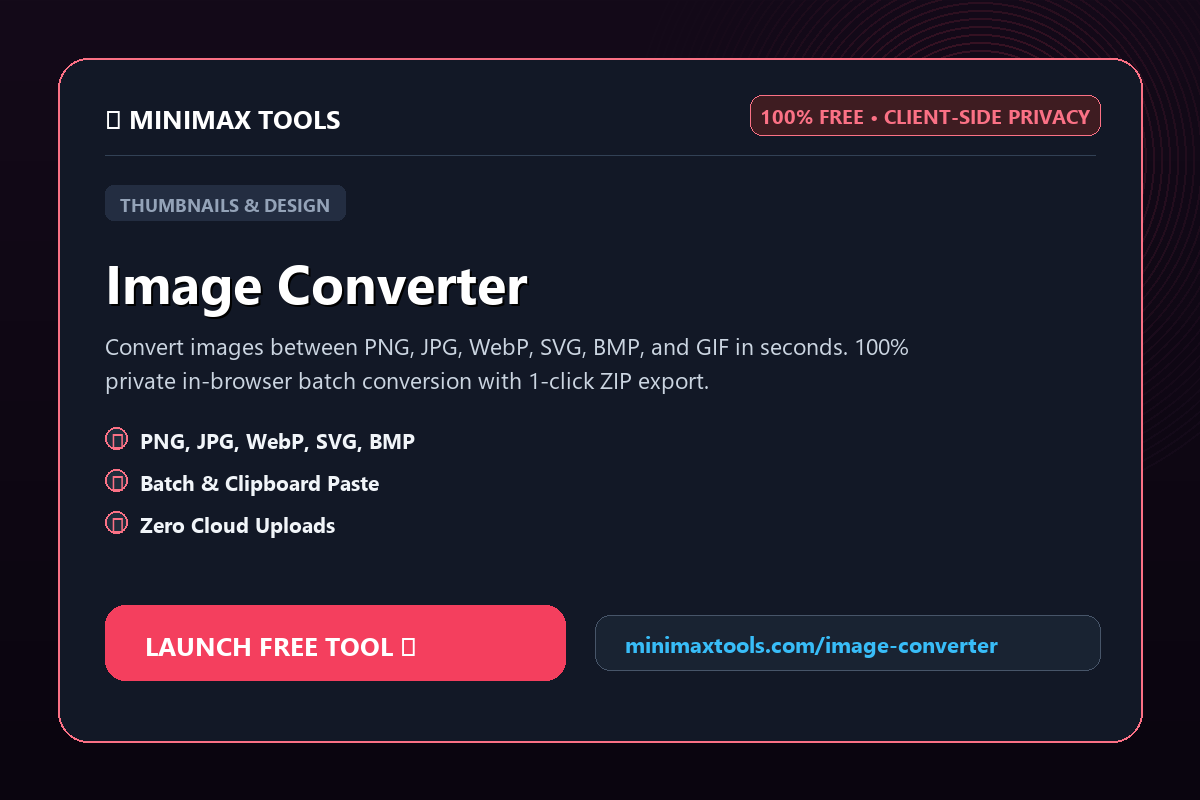 MINIMAX TOOLS
100% FREE • CLIENT-SIDE PRIVACY
THUMBNAILS & DESIGN
Image Converter
Convert images between PNG, JPG, WebP, SVG, BMP, and GIF in seconds. 100%
private in-browser batch conversion with 1-click ZIP export.
PNG, JPG, WebP, SVG, BMP
Batch & Clipboard Paste
Zero Cloud Uploads
LAUNCH FREE TOOL
minimaxtools.com/image-converter